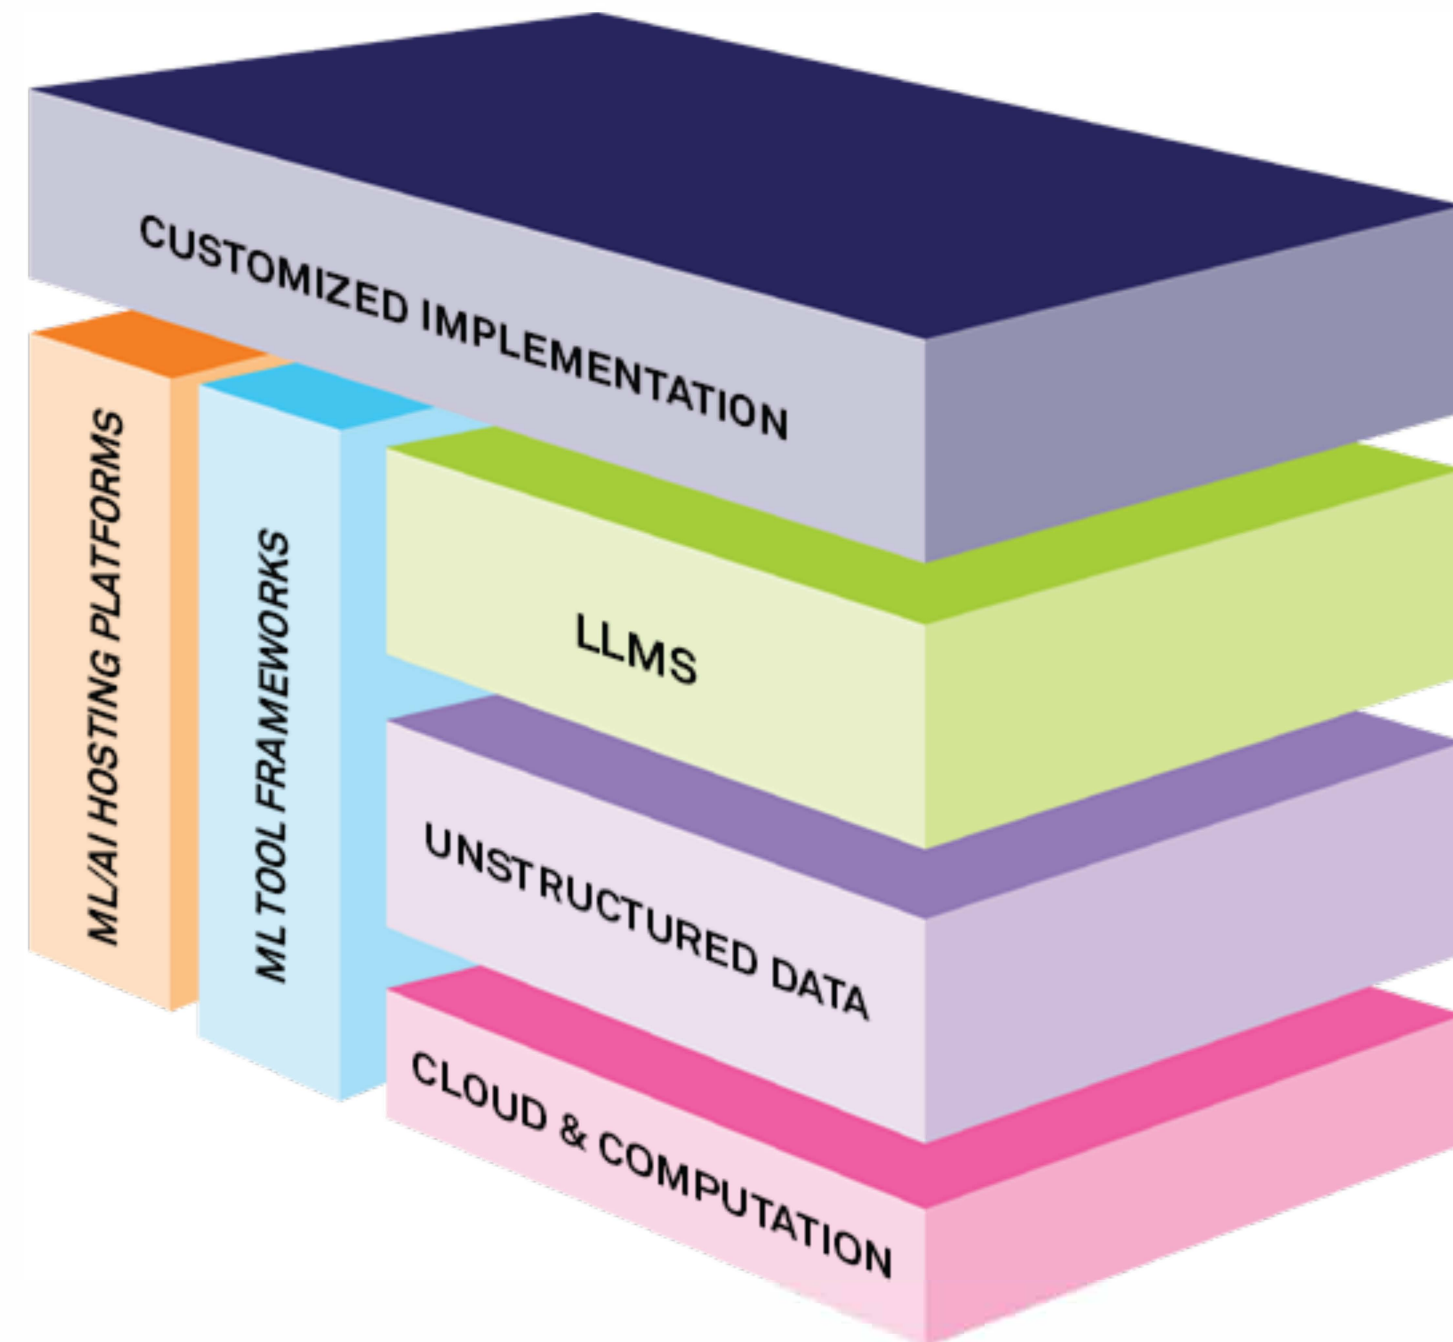 CUSTOMIZED IMPLEMENTATION
ML/AI HOSTING PLATFORMS
ML TOOL FRAMEWORKS
LLMS
UNSTRUCTURED DATA
CLOUD & COMPUTATION